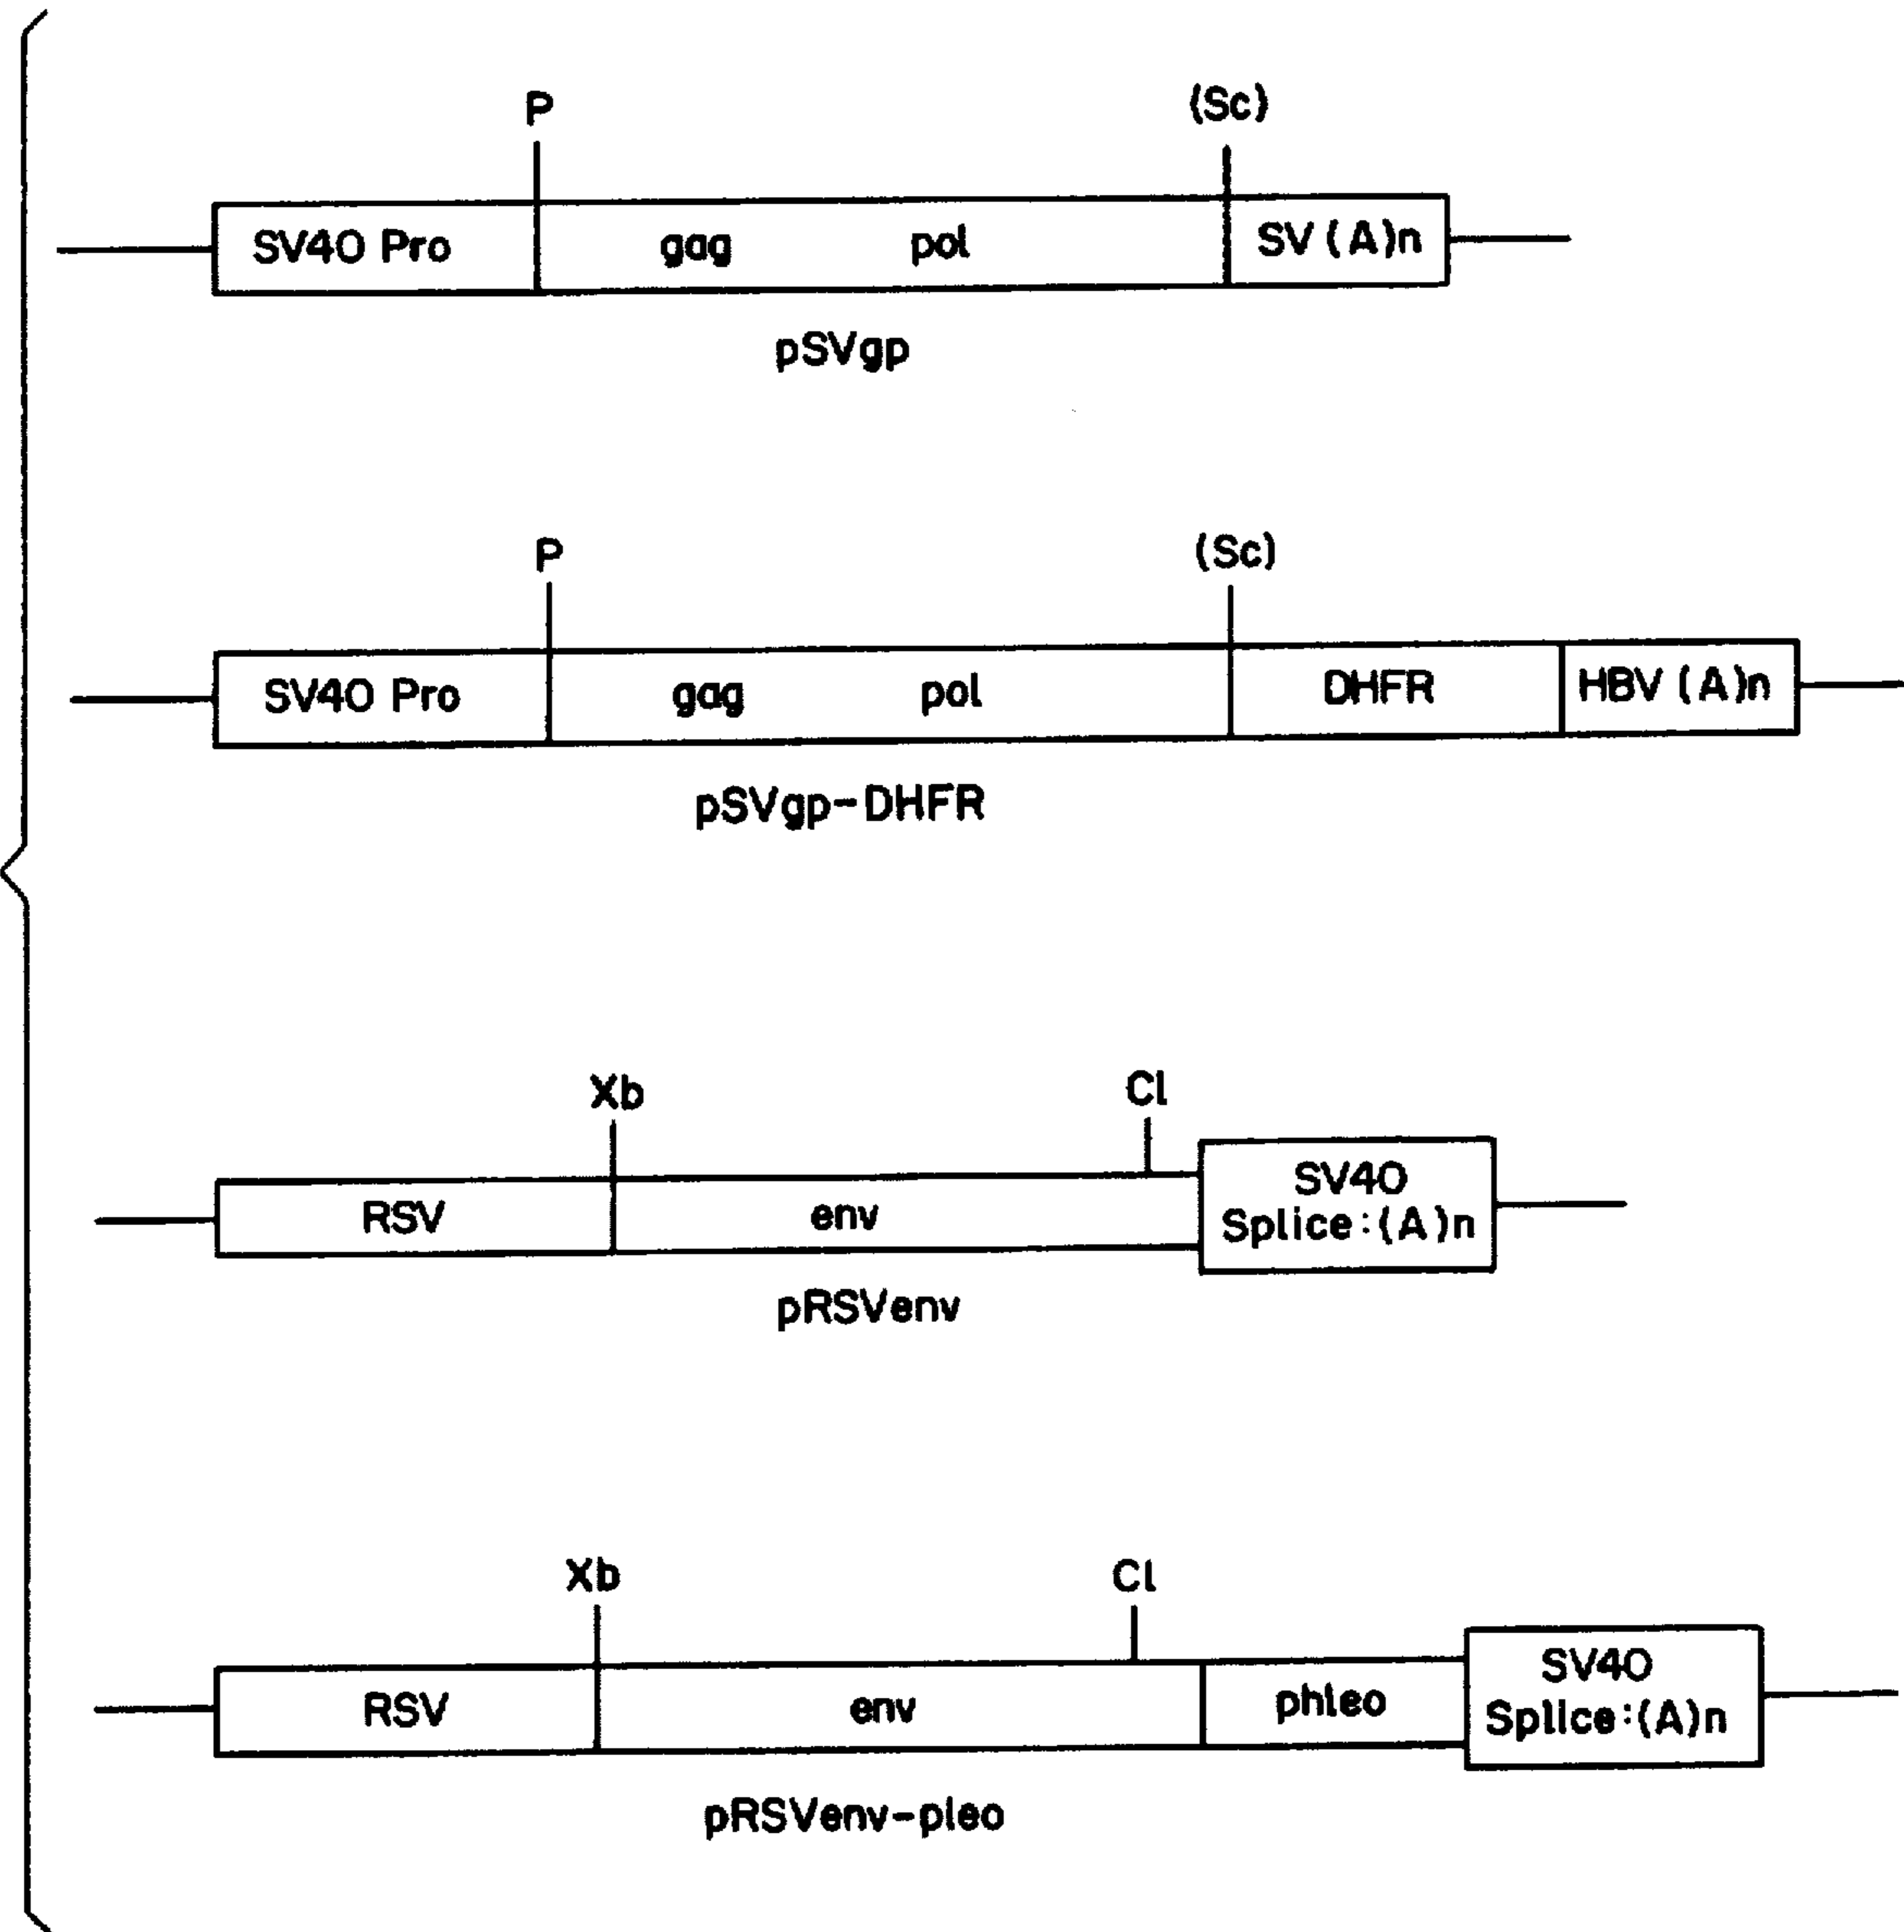 P (Sc)
SV40 Pro gag pol SV (A)n
pSVgp
P (Sc)
SV40 Pro gag pol DHFR HBV (A)n
pSVgp-DHFR
Xb Cl
RSV env SV40
Splice:(A)n
pRSVenv
Xb Cl
RSV env phleo SV40
Splice:(A)n
pRSVenv-pleo